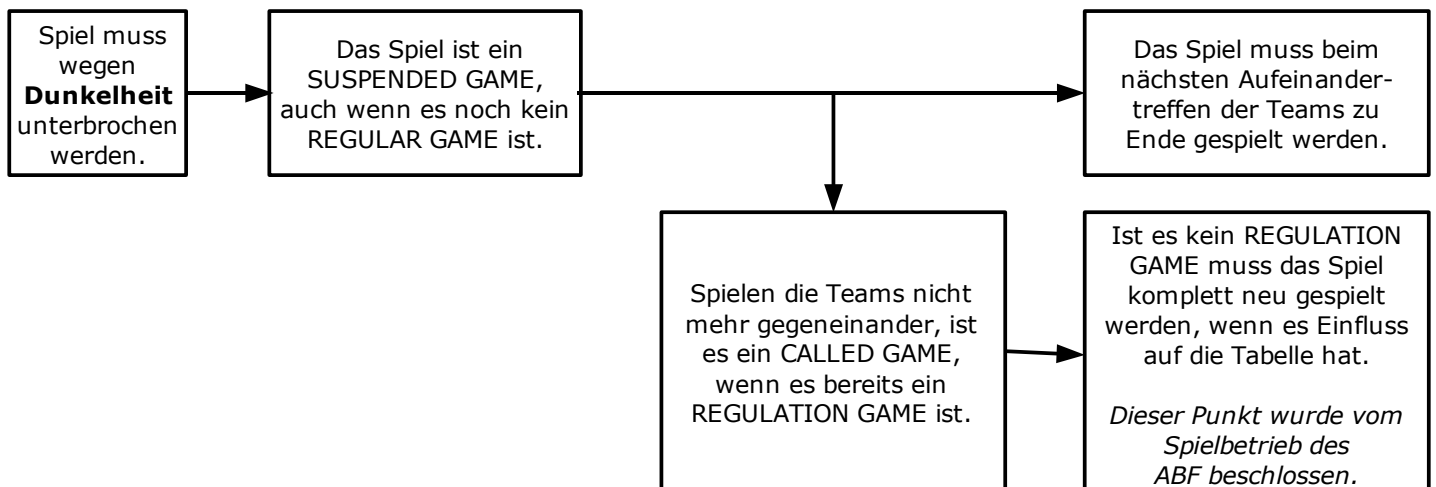 Spiel muss
wegen
Dunkelheit
unterbrochen
werden.
Das Spiel ist ein
SUSPENDED GAME,
auch wenn es noch kein
REGULAR GAME ist.
Das Spiel muss beim
nächsten Aufeinander-
treffen der Teams zu
Ende gespielt werden.
Spielen die Teams nicht
mehr gegeneinander, ist
es ein CALLED GAME,
wenn es bereits ein
REGULATION GAME ist.
Ist es kein REGULATION
GAME muss das Spiel
komplett neu gespielt
werden, wenn es Einfluss
auf die Tabelle hat.
Dieser Punkt wurde vom
Spielbetrieb des
ABF beschlossen.